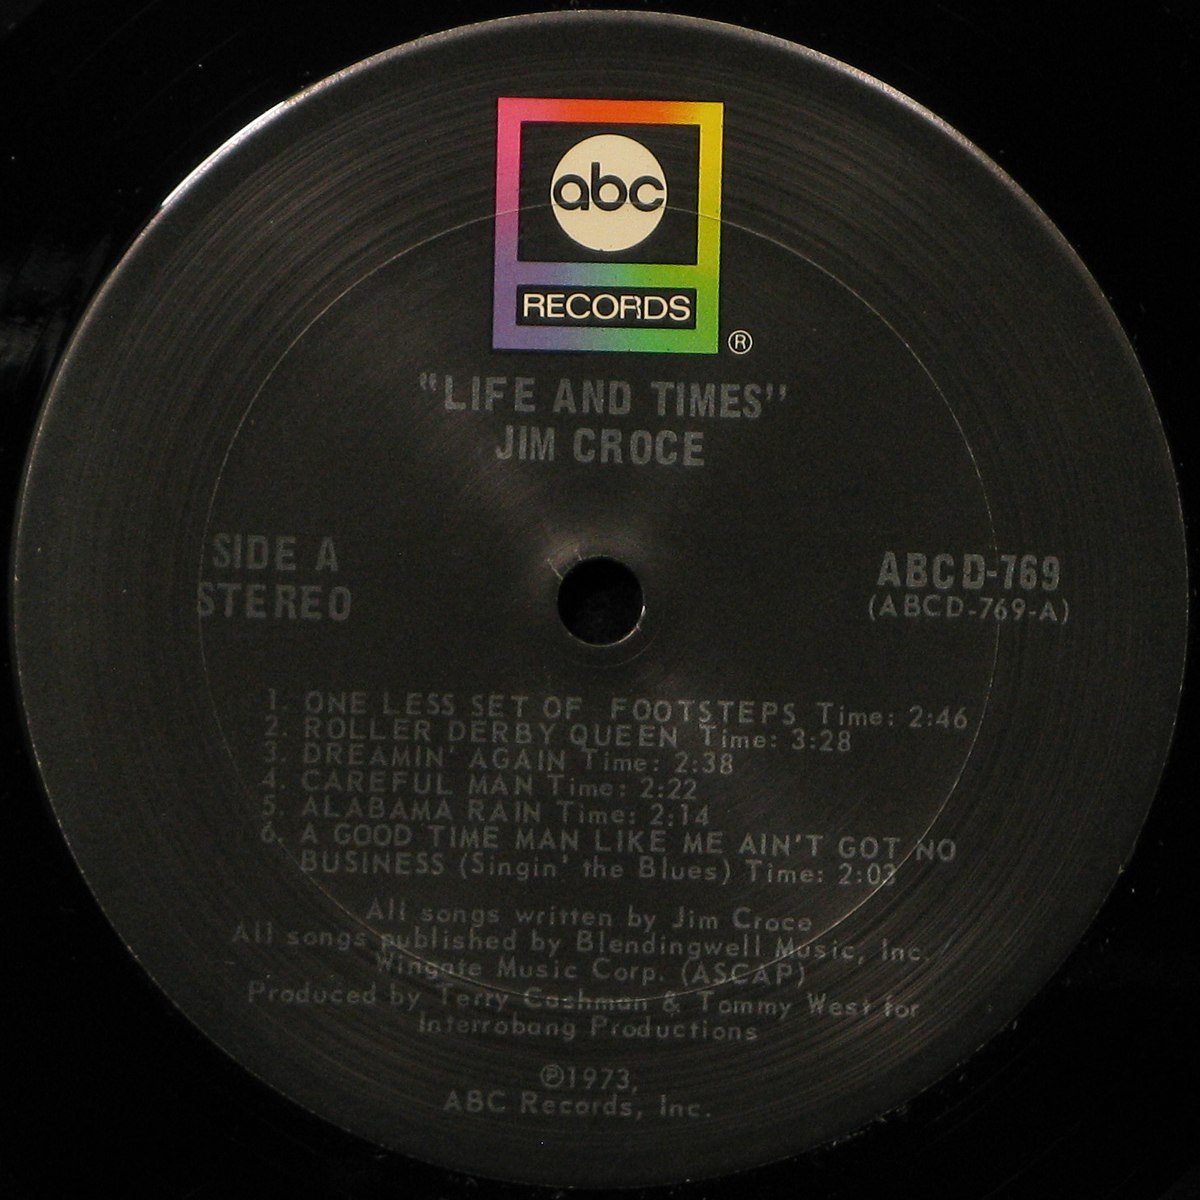 abc
RECORDS
®
"LIFE AND TIMES"
JIM CROCE
SIDE A
STEREO
ABCD-769
(ABCD-769-A)
1. ONE LESS SET OF FOOTSTEPS Time: 2:46
2. ROLLER DERBY QUEEN Time: 3:28
3. DREAMIN' AGAIN Time: 2:38
4. CAREFUL MAN Time: 2:22
5. ALABAMA RAIN Time: 2:14
6. A GOOD TIME MAN LIKE ME AIN'T GOT NO
BUSINESS (Singin' the Blues) Time: 2:03
All songs written by Jim Croce
All songs published by Blendingwell Music, Inc.
Wingate Music Corp. (ASCAP)
Produced by Terry Cashman & Tommy West for
Interrobang Productions
℗1973,
ABC Records, Inc.